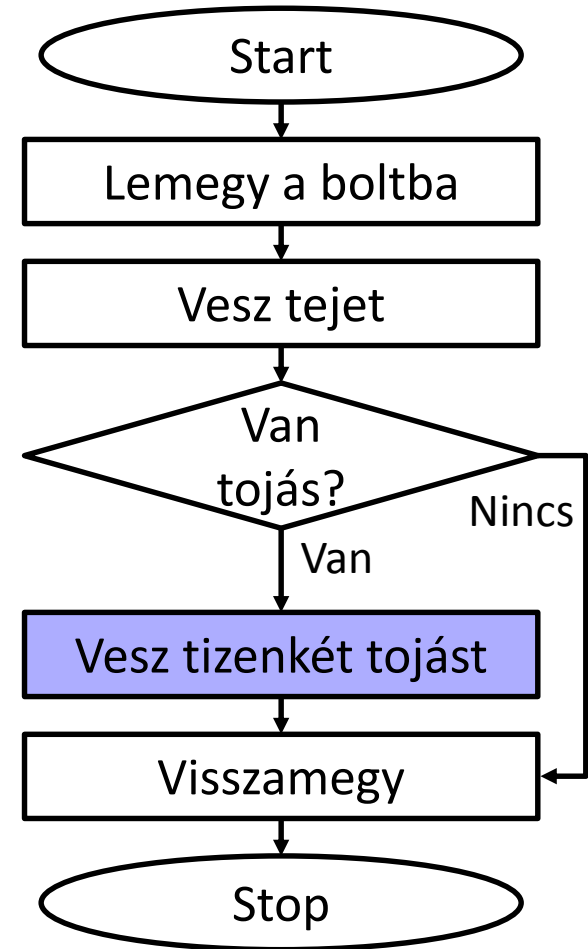 Start
Lemegy a boltba
Vesz tejet
Van
tojás?
Nincs
Van
Vesz tizenkét tojást
Visszamegy
Stop